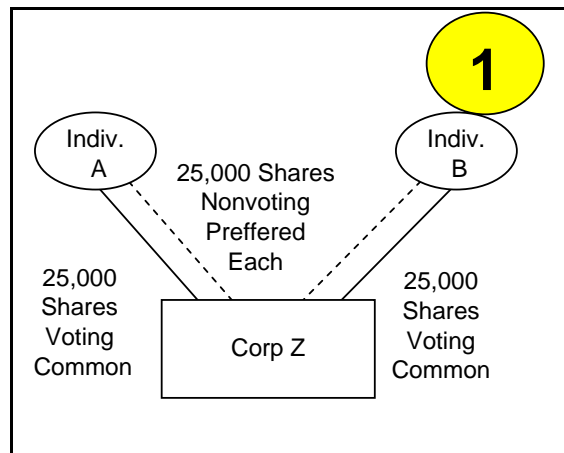 1
Indiv.
A
Indiv.
B
25,000 Shares
Nonvoting
Preffered
Each
25,000
Shares
Voting
Common
25,000
Shares
Voting
Common
Corp Z